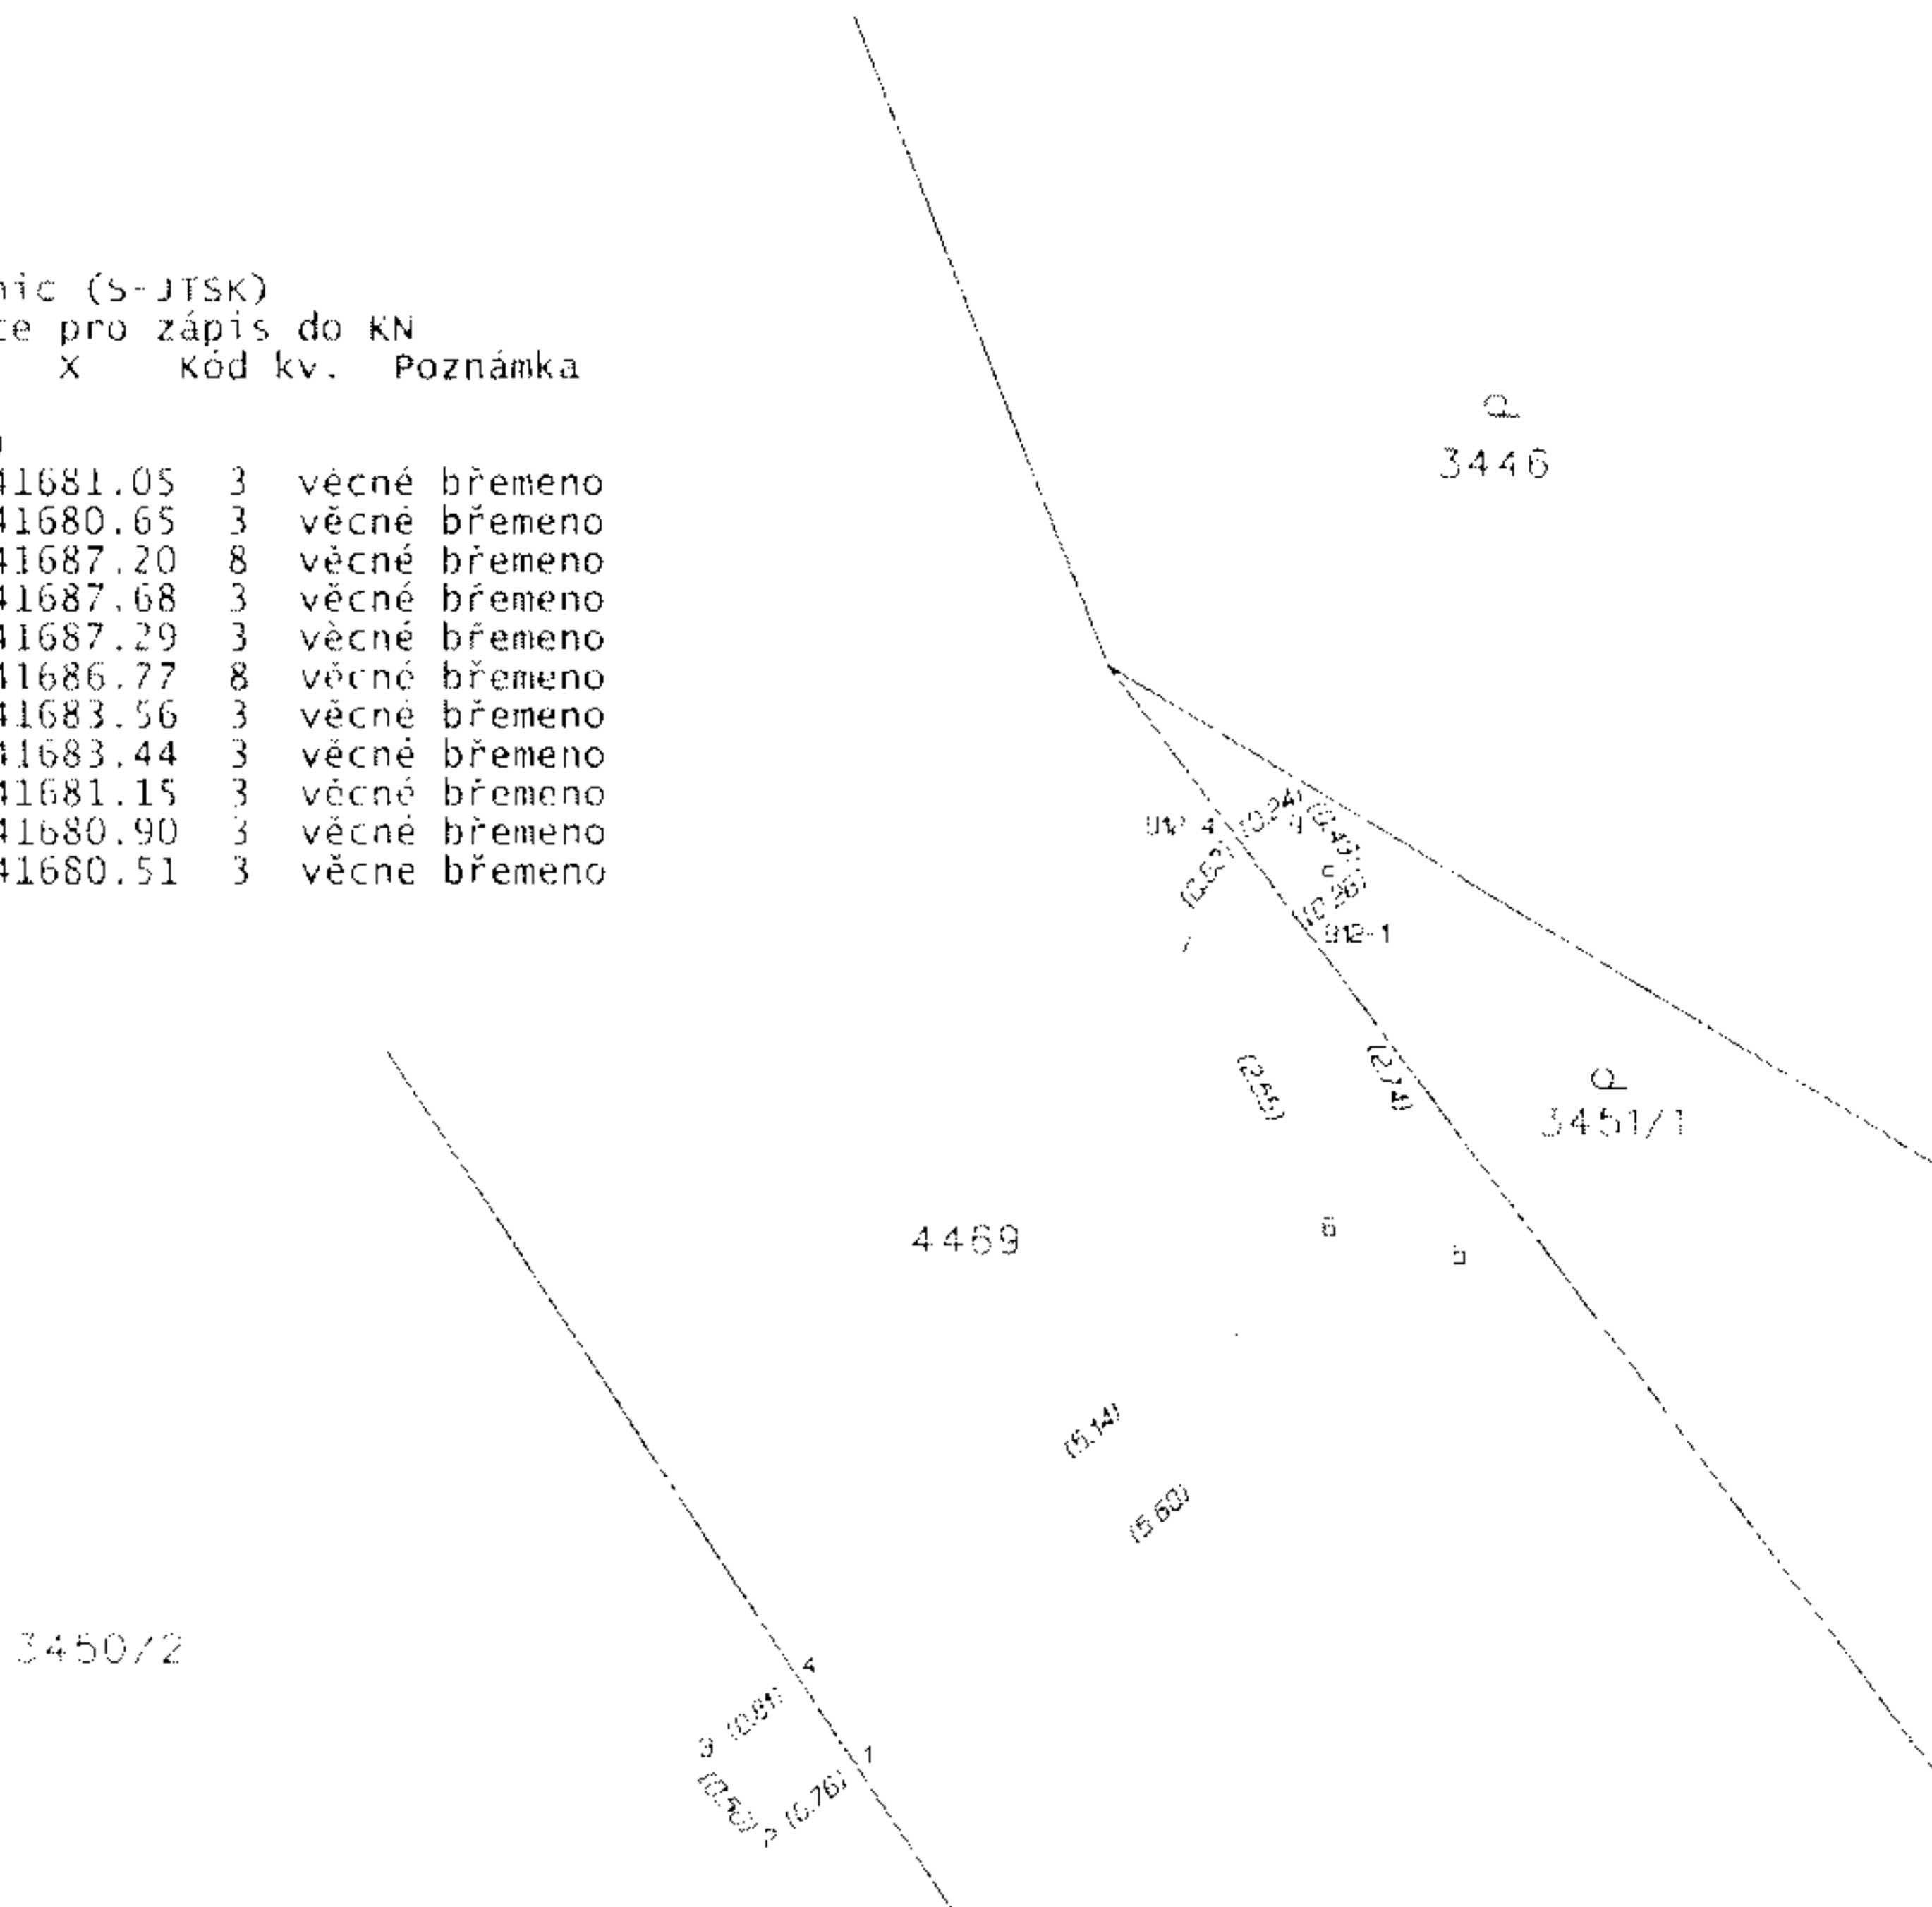 (S-JTSK)
pro zápis do KN
X Kód kv. Poznámka
41681.05 3 věcné břemeno
41680.65 3 věcné břemeno
41687.20 8 věcné břemeno
41687.68 3 věcné břemeno
41687.29 3 věcné břemeno
41686.77 8 věcné břemeno
41683.56 3 věcné břemeno
41683.44 3 věcné břemeno
41681.15 3 věcné břemeno
41680.90 3 věcné břemeno
41680.51 3 věcne břemeno
3446
912-1
3451/1
4469
6
5
(5.14)
(5.60)
3450/2
4
1
3
(0.76)
2